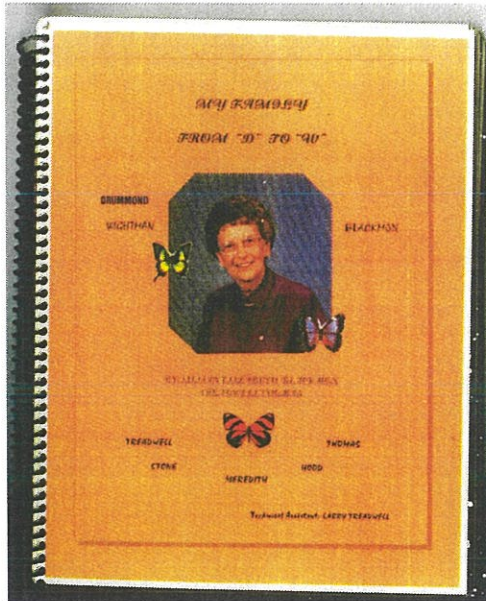 MY FAMILY
FROM "D" TO "W"
DRUMMOND
WIGHTMAN
BLACKMON
TREADWELL
THOMAS
STONE
HOOD
MEREDITH
Technical Assistant: LARRY TREADWELL